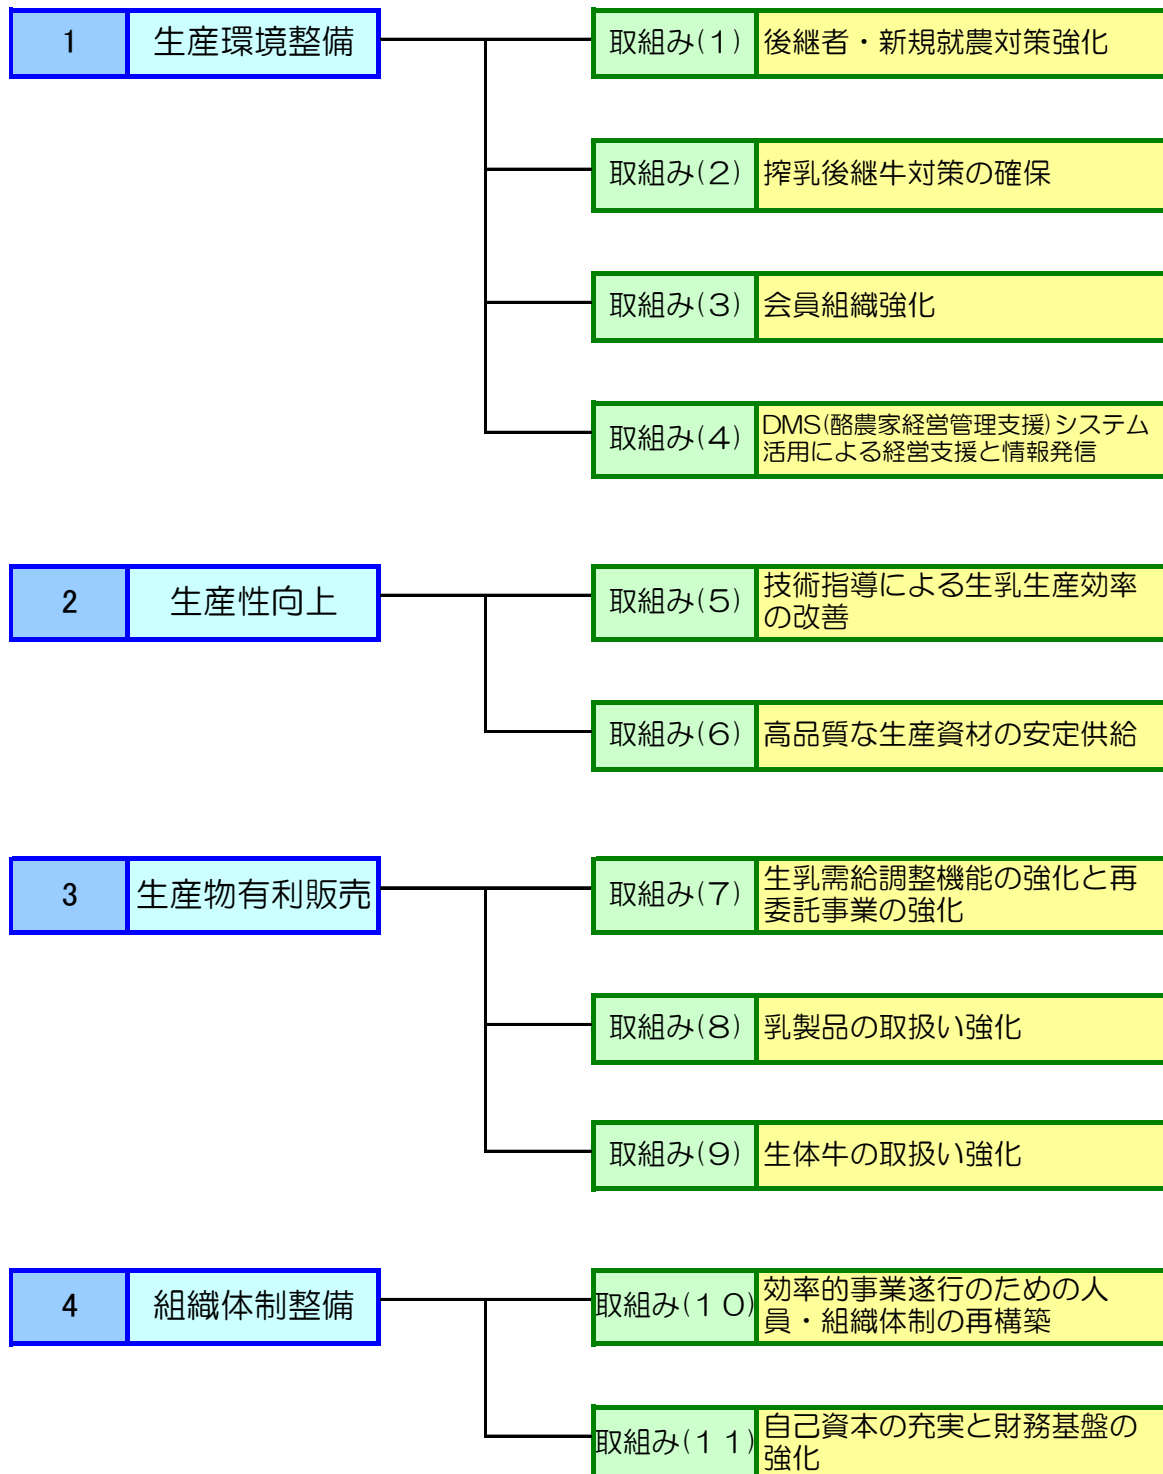 1 生産環境整備 取組み(１) 後継者・新規就農対策強化
取組み(２) 搾乳後継牛対策の確保
取組み(３) 会員組織強化
取組み(４) DMS(酪農家経営管理支援)システム
活用による経営支援と情報発信
2 生産性向上 取組み(５) 技術指導による生乳生産効率
の改善
取組み(６) 高品質な生産資材の安定供給
3 生産物有利販売 取組み(７) 生乳需給調整機能の強化と再
委託事業の強化
取組み(８) 乳製品の取扱い強化
取組み(９) 生体牛の取扱い強化
4 組織体制整備 取組み(１０) 効率的事業遂行のための人
員・組織体制の再構築
取組み(１１) 自己資本の充実と財務基盤の
強化